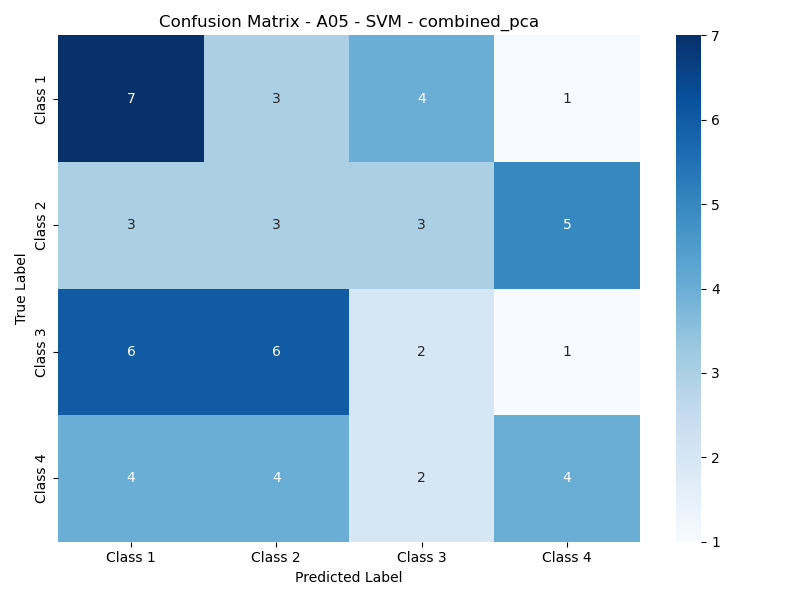 Confusion Matrix - A05 - SVM - combined_pca
True Label
Class 1
7 3 4 1
Class 2
3 3 3 5
Class 3
6 6 2 1
Class 4
4 4 2 4
Class 1 Class 2 Class 3 Class 4
Predicted Label
7
6
5
4
3
2
1